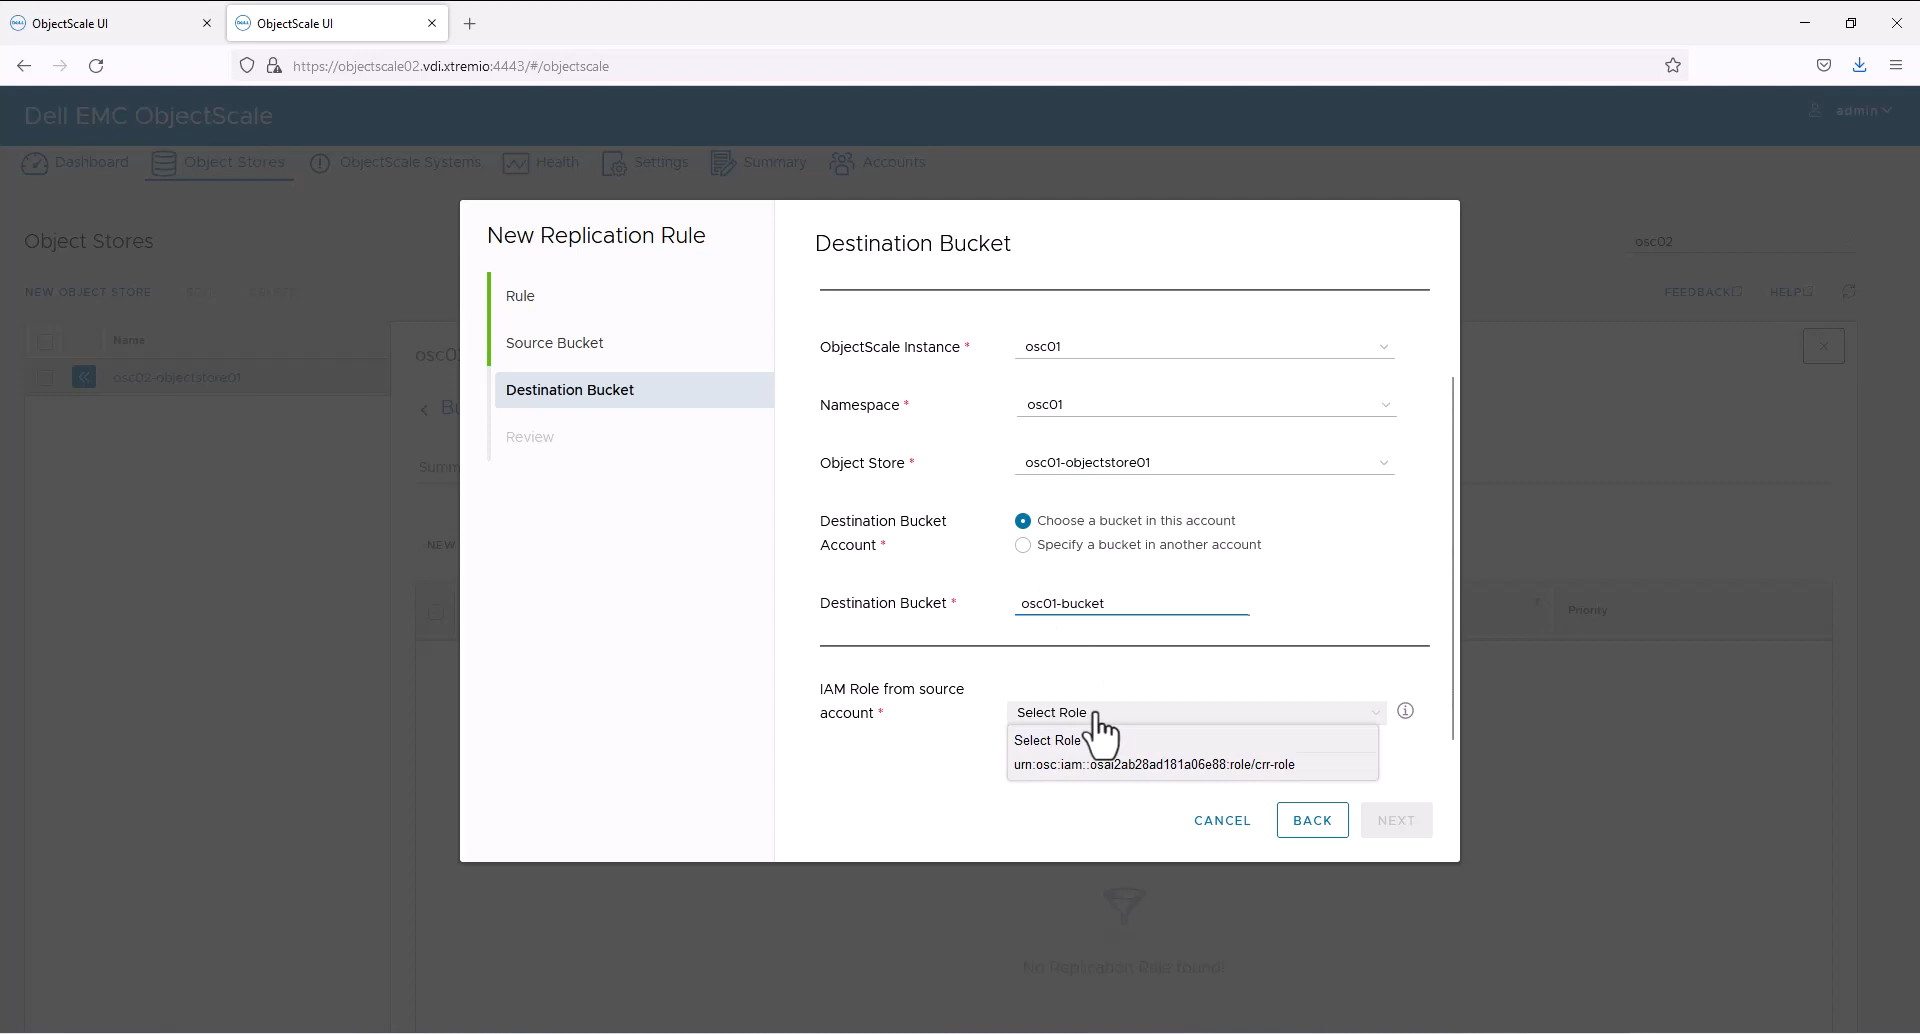 ObjectScale UI
ObjectScale UI
https://objectscale02.vdi.xtremio:4443/#/objectscale
Dell EMC ObjectScale
admin
Dashboard
Object Stores
ObjectScale Systems
Health
Settings
Summary
Accounts
Object Stores
osc02
NEW OBJECT STORE
FEEDBACK
HELP
Name
osc02-objectstore01
New Replication Rule
Rule
Source Bucket
Destination Bucket
Review
Destination Bucket
ObjectScale Instance *
osc01
Namespace *
osc01
Object Store *
osc01-objectstore01
Destination Bucket
Account *
Choose a bucket in this account
Specify a bucket in another account
Destination Bucket *
osc01-bucket
IAM Role from source
account *
Select Role
Select Role
urn:osc:iam::osai2ab28ad181a06e88:role/crr-role
CANCEL
BACK
NEXT
NEW
Priority
No Replication Rule found!